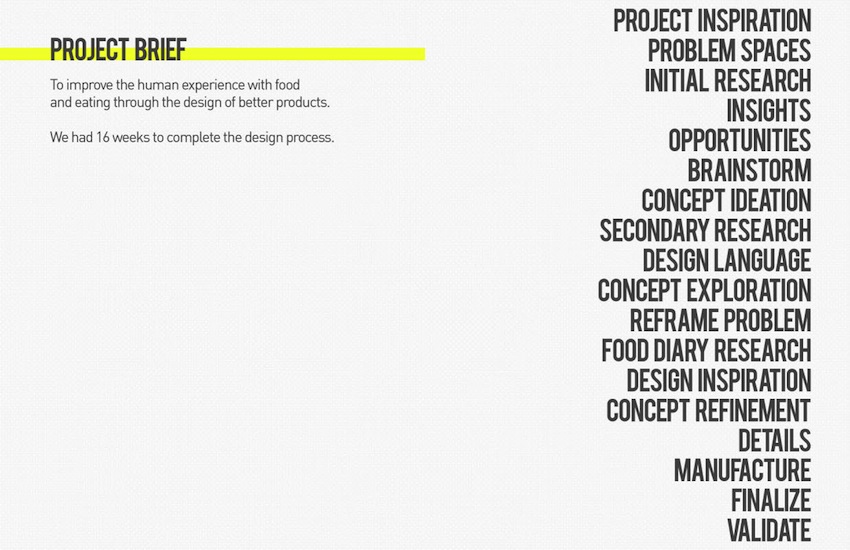 PROJECT BRIEF
To improve the human experience with food
and eating through the design of better products.
We had 16 weeks to complete the design process.
PROJECT INSPIRATION
PROBLEM SPACES
INITIAL RESEARCH
INSIGHTS
OPPORTUNITIES
BRAINSTORM
CONCEPT IDEATION
SECONDARY RESEARCH
DESIGN LANGUAGE
CONCEPT EXPLORATION
REFRAME PROBLEM
FOOD DIARY RESEARCH
DESIGN INSPIRATION
CONCEPT REFINEMENT
DETAILS
MANUFACTURE
FINALIZE
VALIDATE